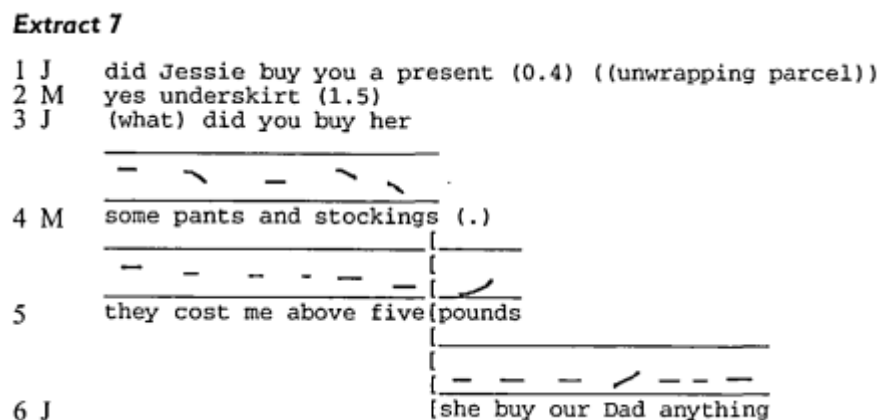 Extract 7
1 J did Jessie buy you a present (0.4) ((unwrapping parcel))
2 M yes underskirt (1.5)
3 J (what) did you buy her
4 M some pants and stockings (.)
[
[
[
5 they cost me above five[pounds
[
[
[
6 J [she buy our Dad anything